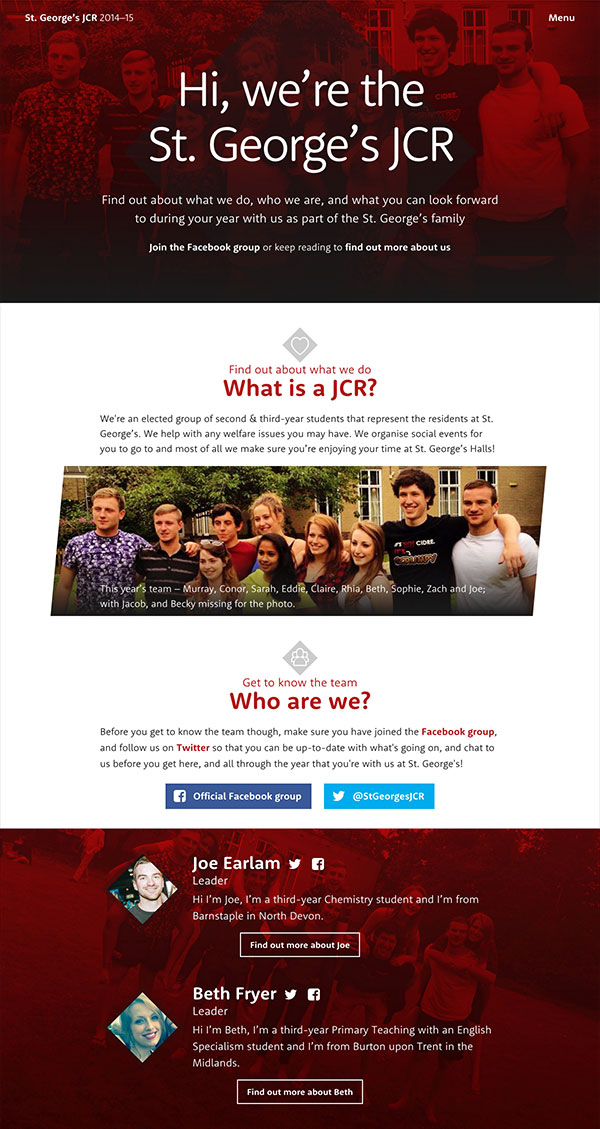 St. George's JCR 2014–15
Menu
Hi, we're the
St. George's JCR
Find out about what we do, who we are, and what you can look forward
to during your year with us as part of the St. George's family
Join the Facebook group or keep reading to find out more about us
Find out about what we do
What is a JCR?
We're an elected group of second & third-year students that represent the residents at St.
George's. We help with any welfare issues you may have. We organise social events for
you to go to and most of all we make sure you're enjoying your time at St. George's Halls!
CIDRE.
This year's team – Murray, Conor, Sarah, Eddie, Claire, Rhia, Beth, Sophie, Zach and Joe;
with Jacob, and Becky missing for the photo.
Get to know the team
Who are we?
Before you get to know the team though, make sure you have joined the Facebook group,
and follow us on Twitter so that you can be up-to-date with what's going on, and chat to
us before you get here, and all through the year that you're with us at St. George's!
Official Facebook group
@StGeorgesJCR
Joe Earlam
Leader
Hi I'm Joe, I'm a third-year Chemistry student and I'm from
Barnstaple in North Devon.
Find out more about Joe
Beth Fryer
Leader
Hi I'm Beth, I'm a third-year Primary Teaching with an English
Specialism student and I'm from Burton upon Trent in the
Midlands.
Find out more about Beth